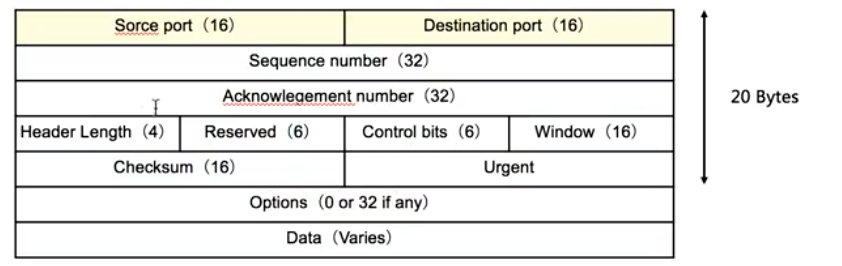 Sorce port（16）
Destination port（16）
Sequence number（32）
Acknowlegement number（32）
20 Bytes
Header Length（4）
Reserved（6）
Control bits（6）
Window（16）
Checksum（16）
Urgent
Options（0 or 32 if any）
Data（Varies）